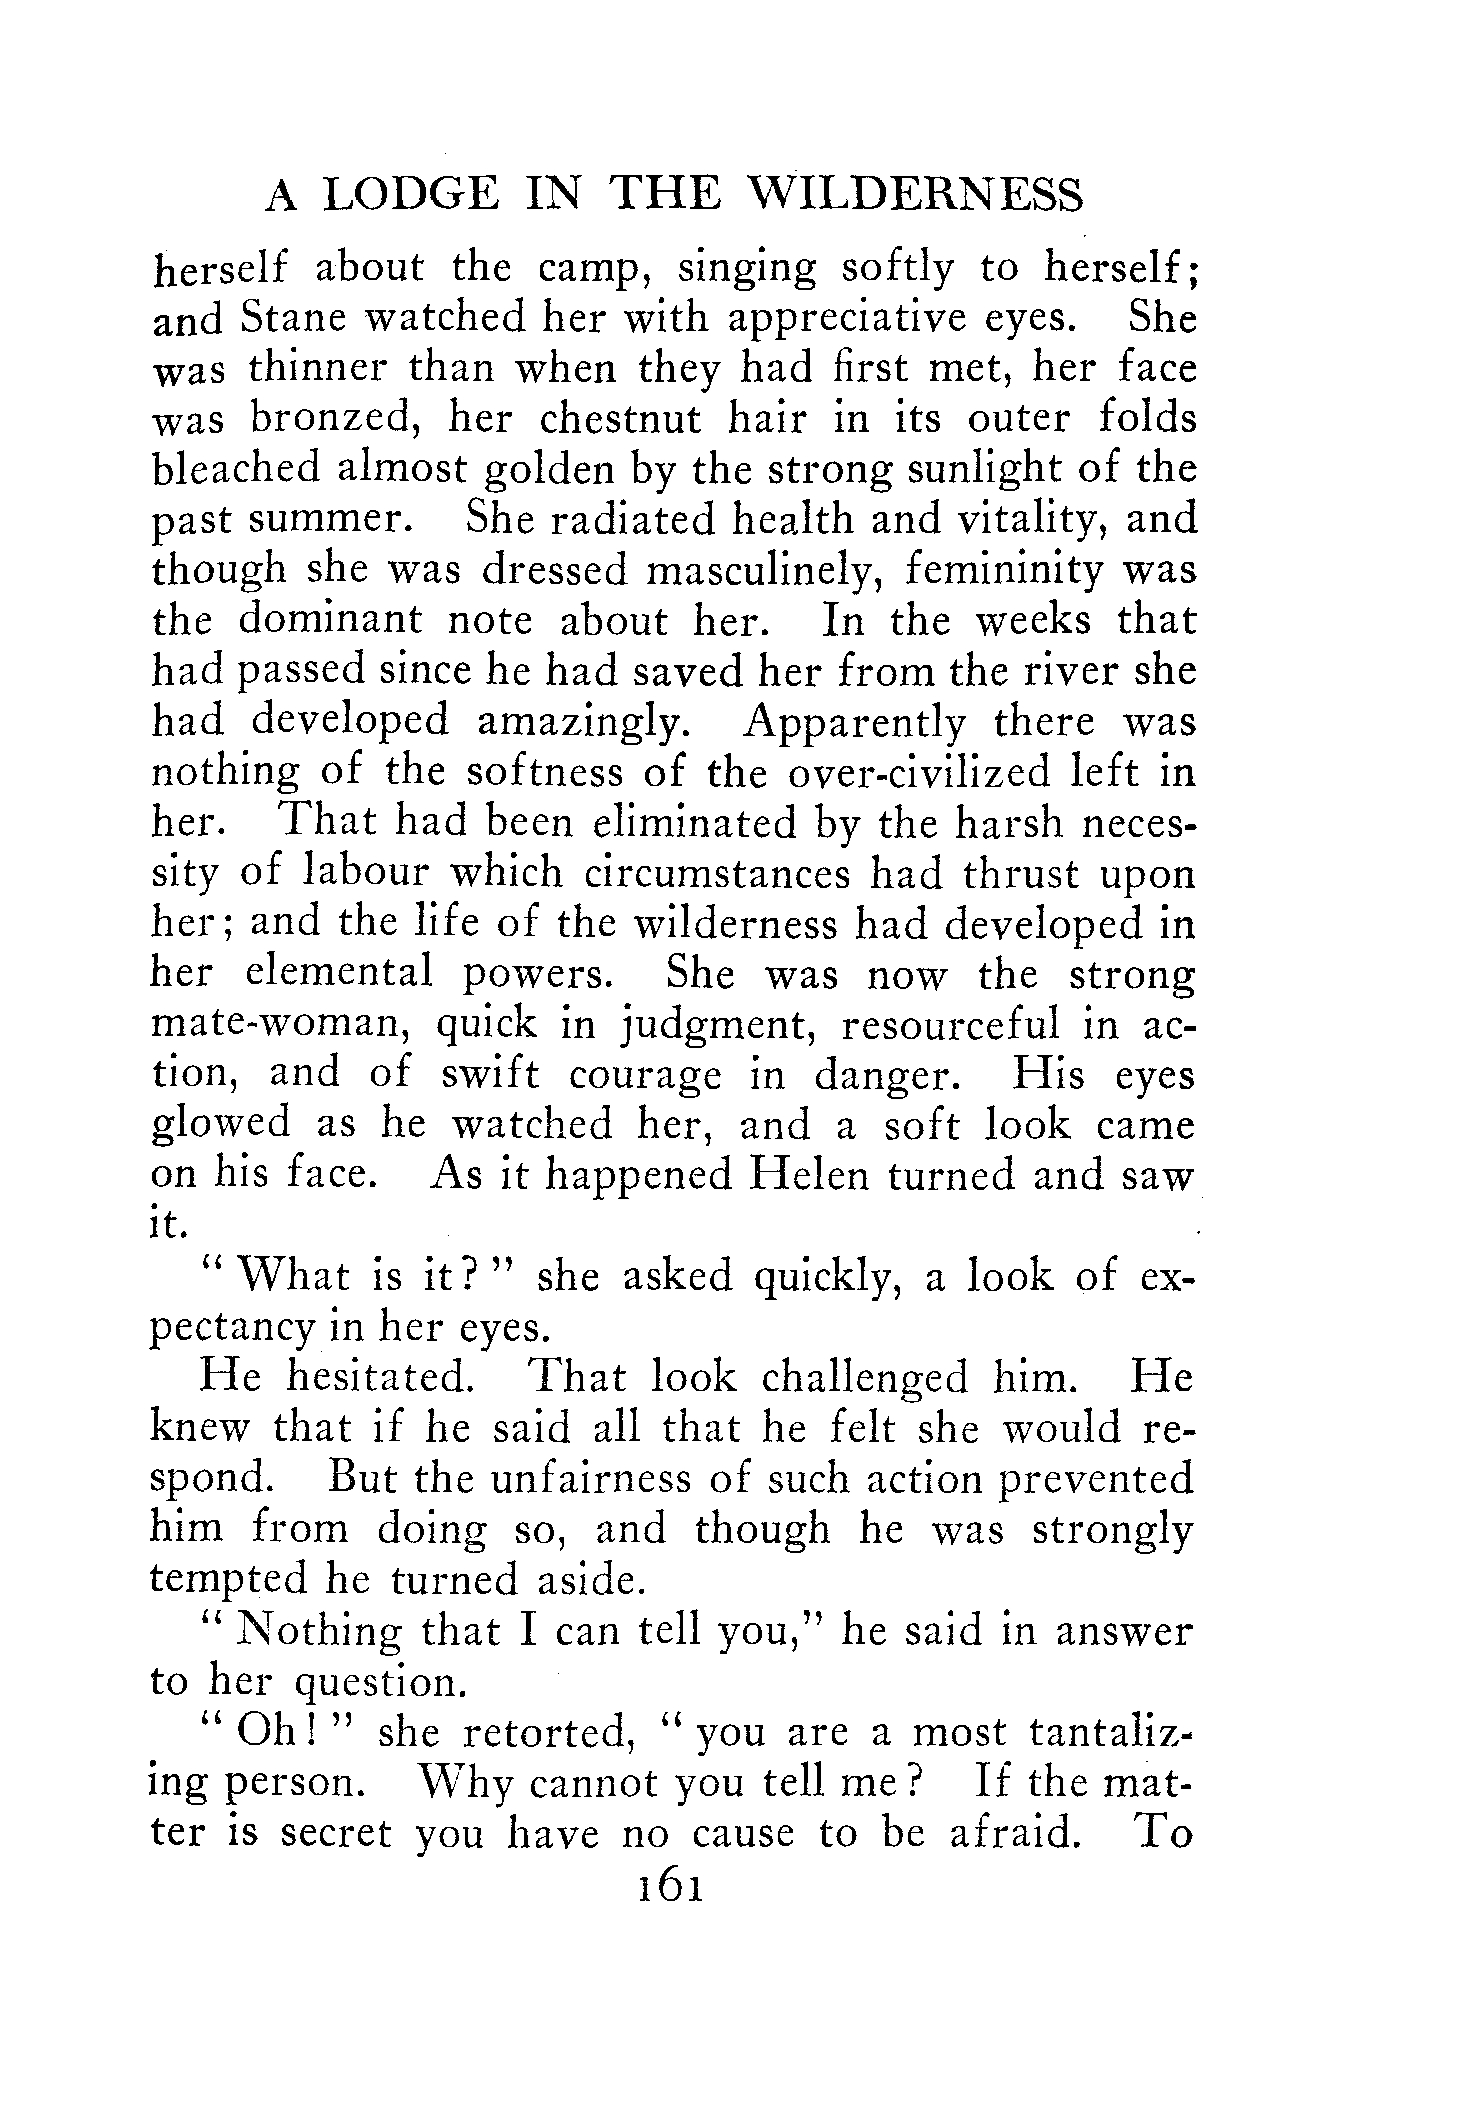 A LODGE IN THE WILDERNESS
herself about the camp, singing softly to herself;
and Stane watched her with appreciative eyes. She
was thinner than when they had first met, her face
was bronzed, her chestnut hair in its outer folds
bleached almost golden by the strong sunlight of the
past summer. She radiated health and vitality, and
though she was dressed masculinely, femininity was
the dominant note about her. In the weeks that
had passed since he had saved her from the river she
had developed amazingly. Apparently there was
nothing of the softness of the over-civilized left in
her. That had been eliminated by the harsh neces-
sity of labour which circumstances had thrust upon
her; and the life of the wilderness had developed in
her elemental powers. She was now the strong
mate-woman, quick in judgment, resourceful in ac-
tion, and of swift courage in danger. His eyes
glowed as he watched her, and a soft look came
on his face. As it happened Helen turned and saw
it.
“ What is it? ” she asked quickly, a look of ex-
pectancy in her eyes.
He hesitated. That look challenged him. He
knew that if he said all that he felt she would re-
spond. But the unfairness of such action prevented
him from doing so, and though he was strongly
tempted he turned aside.
“ Nothing that I can tell you,” he said in answer
to her question.
“ Oh! ” she retorted, “ you are a most tantaliz-
ing person. Why cannot you tell me? If the mat-
ter is secret you have no cause to be afraid. To
161